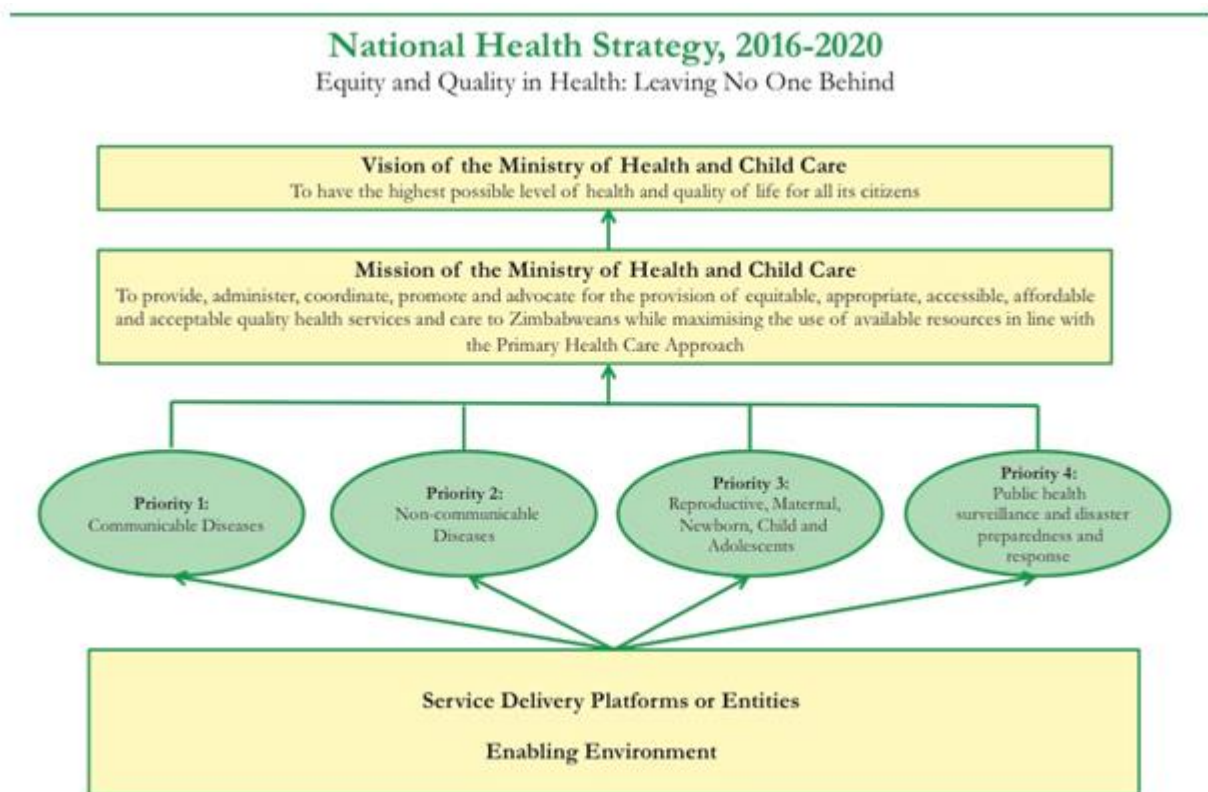 National Health Strategy, 2016-2020
Equity and Quality in Health: Leaving No One Behind
Vision of the Ministry of Health and Child Care
To have the highest possible level of health and quality of life for all its citizens
Mission of the Ministry of Health and Child Care
To provide, administer, coordinate, promote and advocate for the provision of equitable, appropriate, accessible, affordable
and acceptable quality health services and care to Zimbabweans while maximising the use of available resources in line with
the Primary Health Care Approach
Priority 1:
Communicable Diseases
Priority 2:
Non-communicable
Diseases
Priority 3:
Reproductive, Maternal,
Newborn, Child and
Adolescents
Priority 4:
Public health
surveillance and disaster
preparedness and
response
Service Delivery Platforms or Entities
Enabling Environment